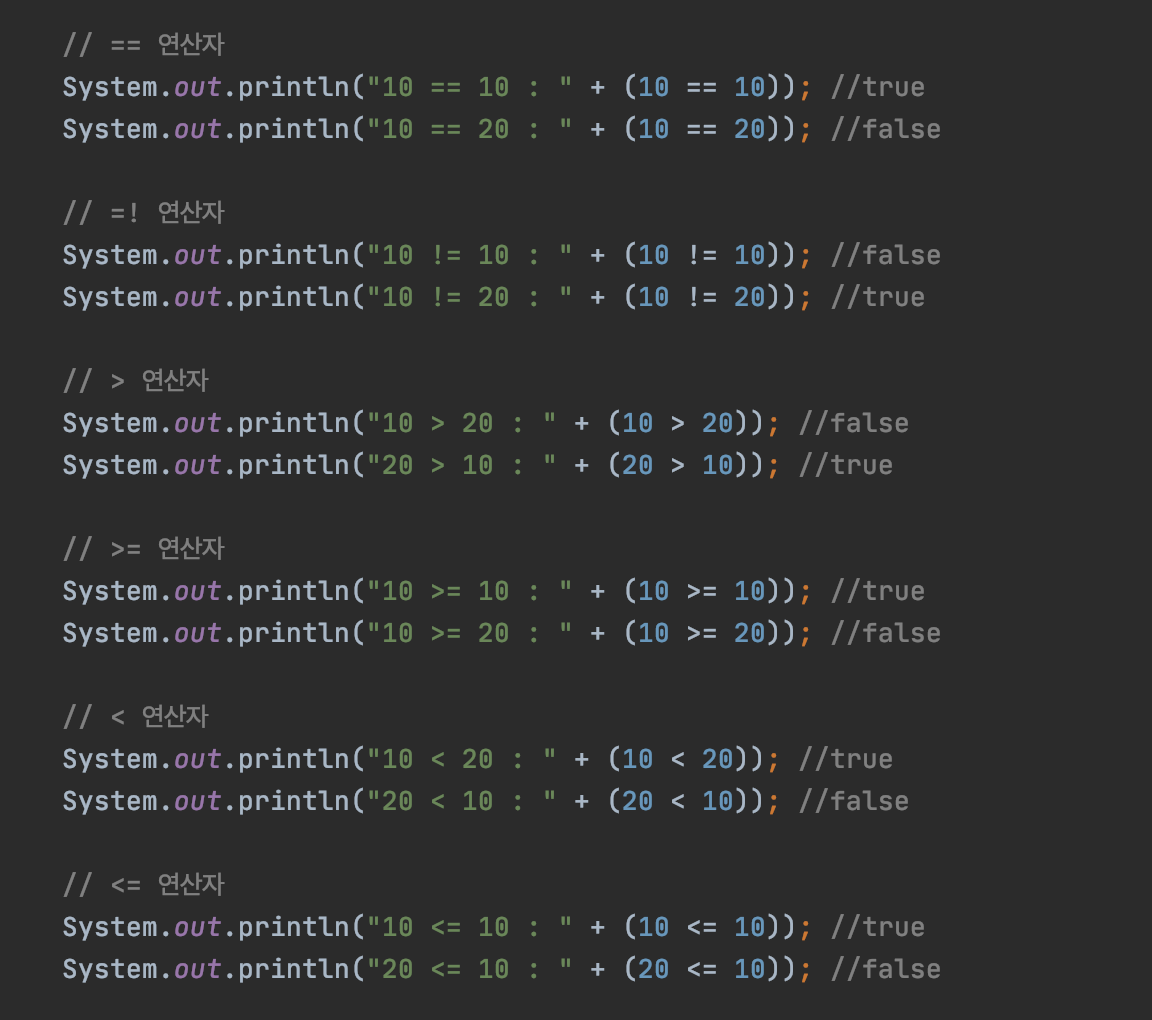 // == 연산자
System.out.println("10 == 10 : " + (10 == 10)); //true
System.out.println("10 == 20 : " + (10 == 20)); //false
// =! 연산자
System.out.println("10 != 10 : " + (10 != 10)); //false
System.out.println("10 != 20 : " + (10 != 20)); //true
// > 연산자
System.out.println("10 > 20 : " + (10 > 20)); //false
System.out.println("20 > 10 : " + (20 > 10)); //true
// >= 연산자
System.out.println("10 >= 10 : " + (10 >= 10)); //true
System.out.println("10 >= 20 : " + (10 >= 20)); //false
// < 연산자
System.out.println("10 < 20 : " + (10 < 20)); //true
System.out.println("20 < 10 : " + (20 < 10)); //false
// <= 연산자
System.out.println("10 <= 10 : " + (10 <= 10)); //true
System.out.println("20 <= 10 : " + (20 <= 10)); //false